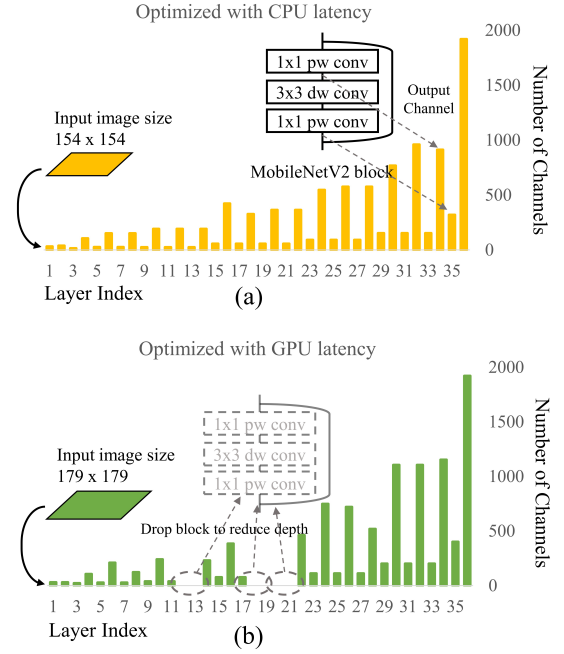 Optimized with CPU latency
2000
1x1 pw conv
3x3 dw conv
1x1 pw conv
1500
Output
Channel
Input image size
154 x 154
1000
MobileNetV2 block
500
0
Number of Channels
1 3 5 7 9 11 13 15 17 19 21 23 25 27 29 31 33 35
Layer Index
(a)
Optimized with GPU latency
2000
1x1 pw conv
3x3 dw conv
1x1 pw conv
1500
Input image size
179 x 179
1000
Drop block to reduce depth
500
0
Number of Channels
1 3 5 7 9 11 13 15 17 19 21 23 25 27 29 31 33 35
Layer Index
(b)